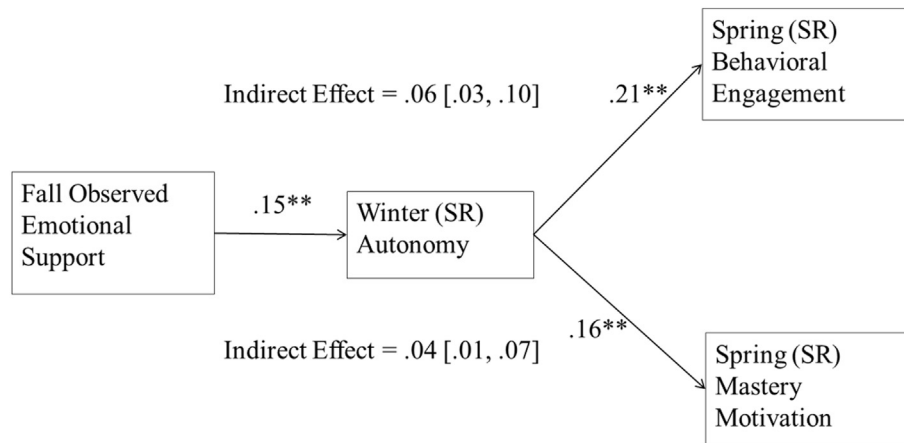 Spring (SR)
Behavioral
Engagement
Indirect Effect = .06 [.03, .10]
.21**
Fall Observed
Emotional
Support
.15**
Winter (SR)
Autonomy
Indirect Effect = .04 [.01, .07]
.16**
Spring (SR)
Mastery
Motivation